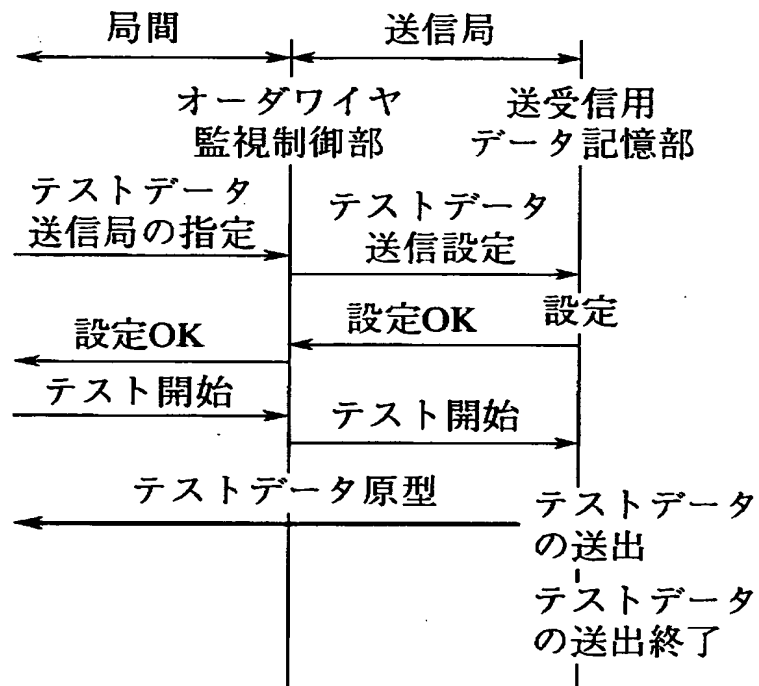 局間
送信局
オーダワイヤ
監視制御部
送受信用
データ記憶部
テストデータ
送信局の指定
テストデータ
送信設定
設定
設定OK
設定OK
テスト開始
テスト開始
テストデータ原型
テストデータ
の送出
テストデータ
の送出終了